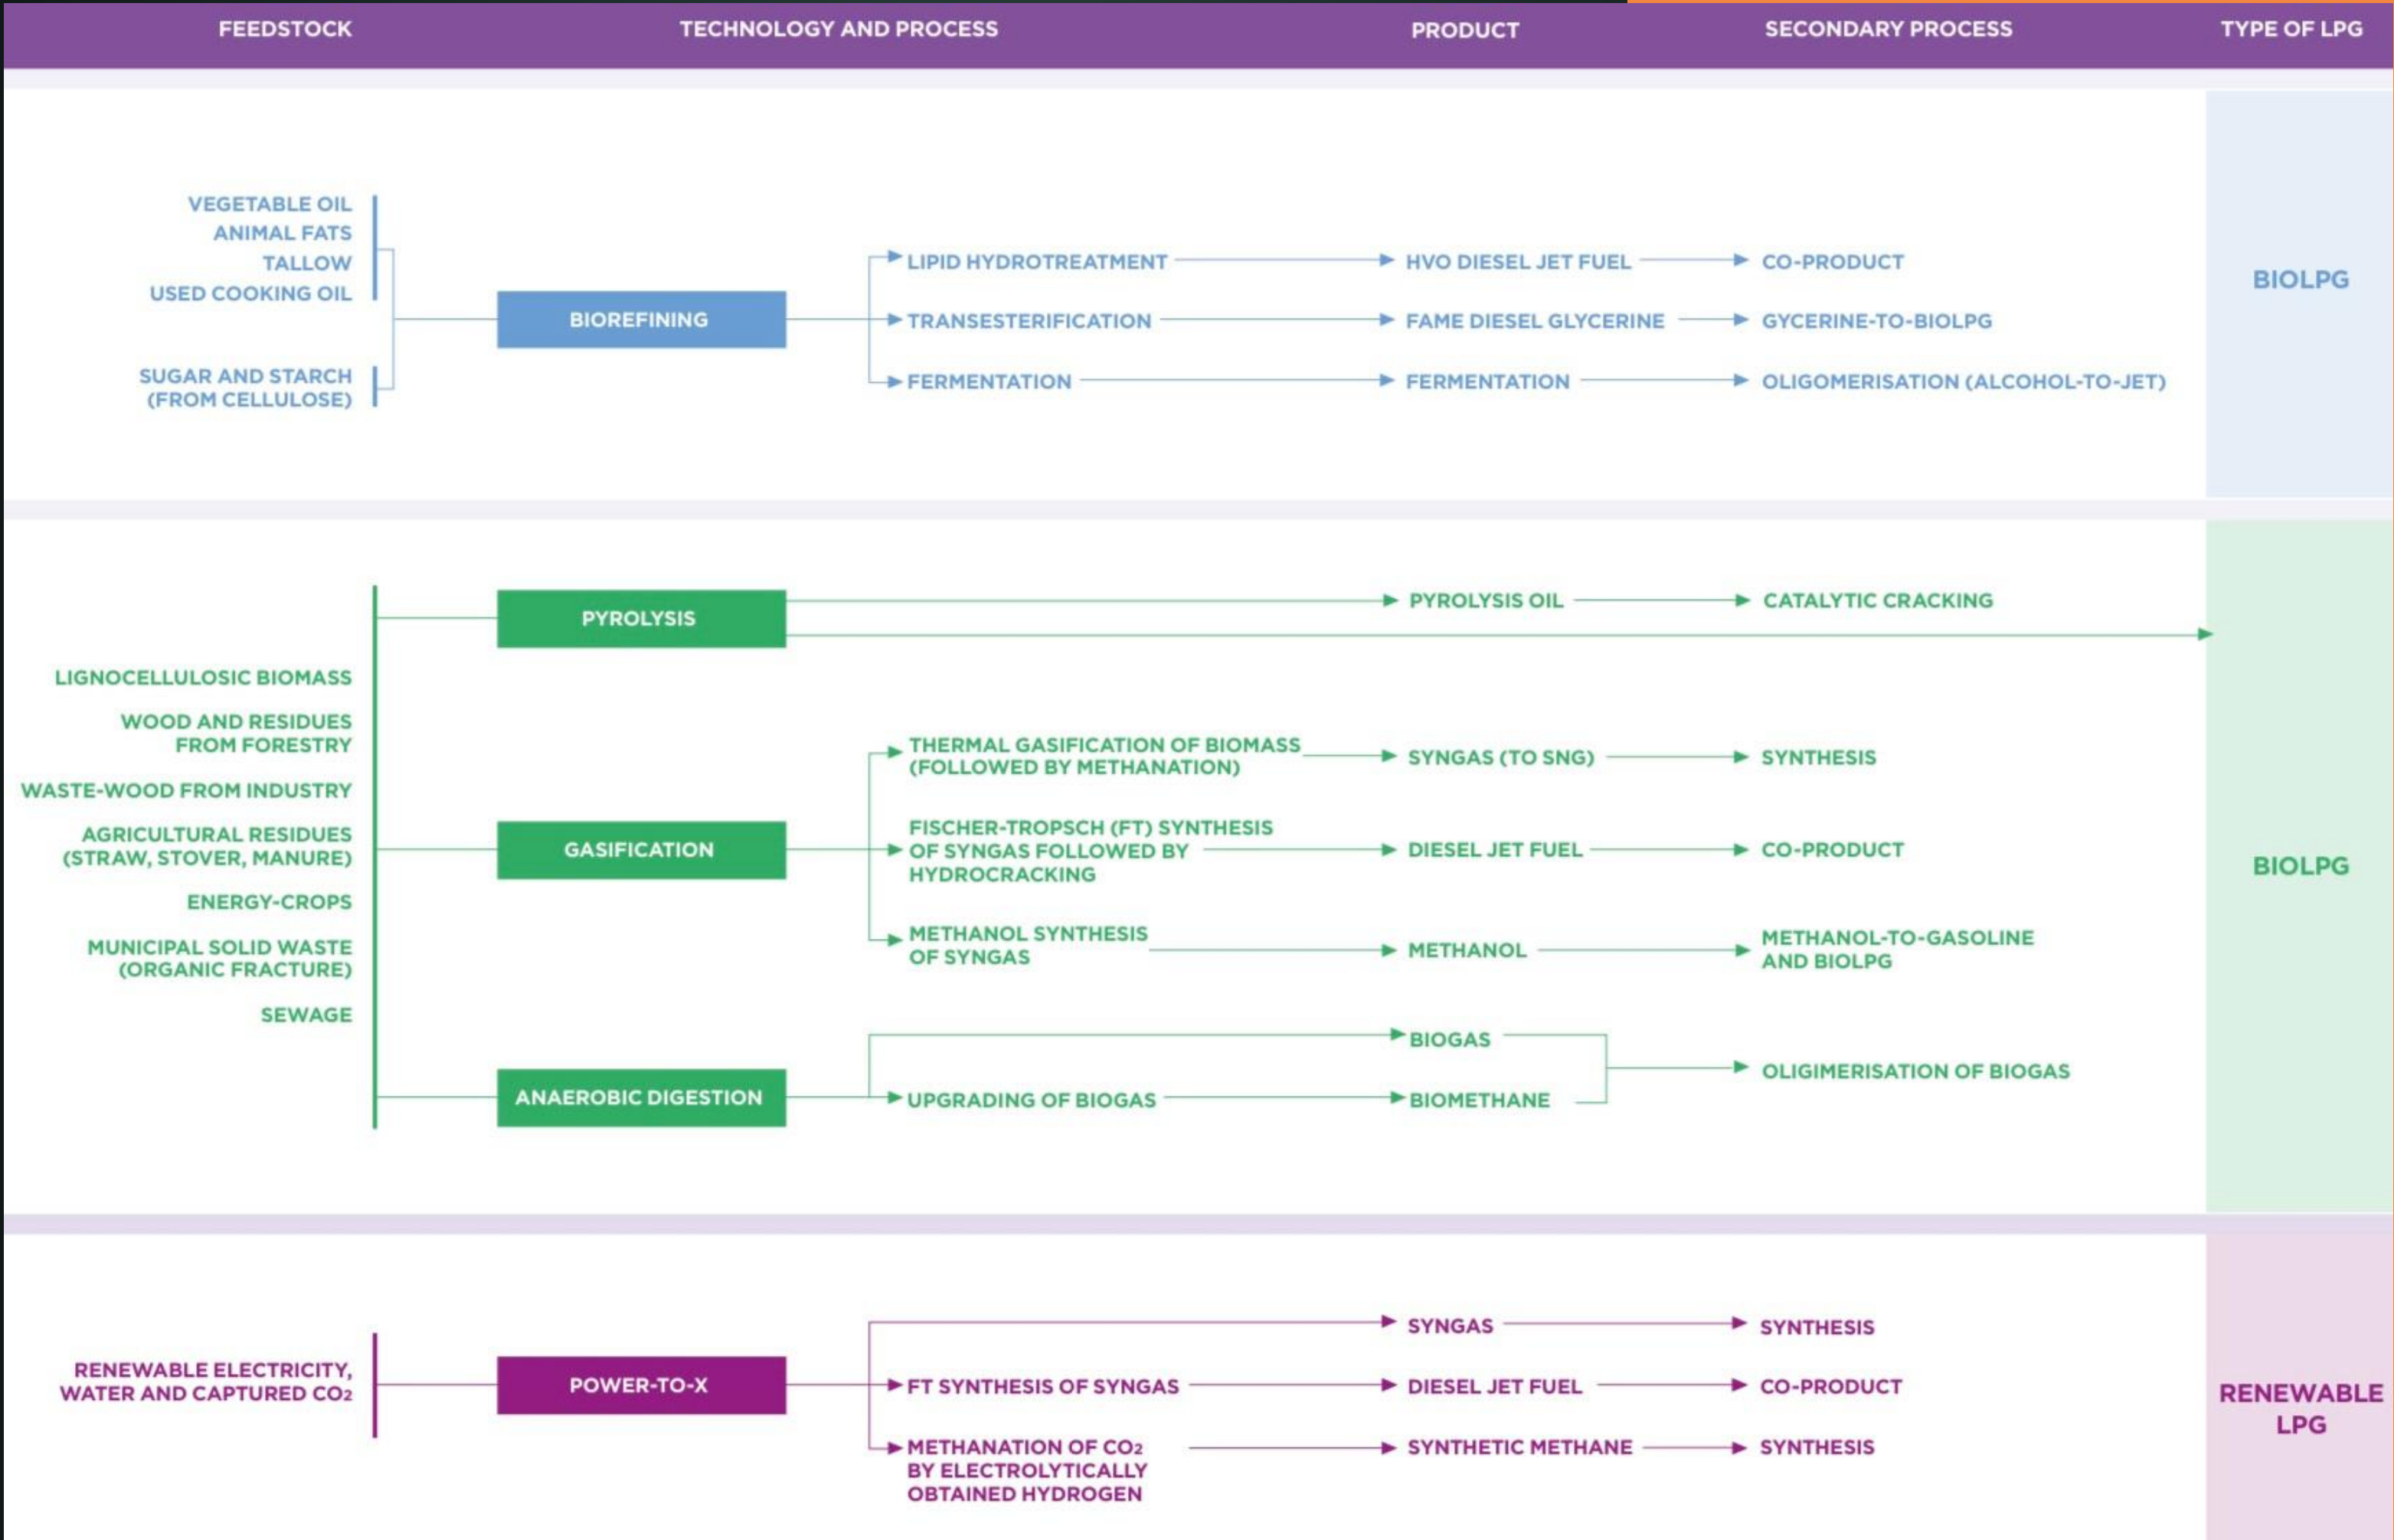 FEEDSTOCK
TECHNOLOGY AND PROCESS
PRODUCT
SECONDARY PROCESS
TYPE OF LPG
VEGETABLE OIL
ANIMAL FATS
TALLOW
USED COOKING OIL
SUGAR AND STARCH
(FROM CELLULOSE)
BIOREFINING
LIPID HYDROTREATMENT
HVO DIESEL JET FUEL
CO-PRODUCT
TRANSESTERIFICATION
FAME DIESEL GLYCERINE
GYCERINE-TO-BIOLPG
FERMENTATION
FERMENTATION
OLIGOMERISATION (ALCOHOL-TO-JET)
BIOLPG
LIGNOCELLULOSIC BIOMASS
WOOD AND RESIDUES
FROM FORESTRY
WASTE-WOOD FROM INDUSTRY
AGRICULTURAL RESIDUES
(STRAW, STOVER, MANURE)
ENERGY-CROPS
MUNICIPAL SOLID WASTE
(ORGANIC FRACTURE)
SEWAGE
PYROLYSIS
PYROLYSIS OIL
CATALYTIC CRACKING
GASIFICATION
THERMAL GASIFICATION OF BIOMASS
(FOLLOWED BY METHANATION)
SYNGAS (TO SNG)
SYNTHESIS
FISCHER-TROPSCH (FT) SYNTHESIS
OF SYNGAS FOLLOWED BY
HYDROCRACKING
DIESEL JET FUEL
CO-PRODUCT
METHANOL SYNTHESIS
OF SYNGAS
METHANOL
METHANOL-TO-GASOLINE
AND BIOLPG
ANAEROBIC DIGESTION
BIOGAS
UPGRADING OF BIOGAS
BIOMETHANE
OLIGIMERISATION OF BIOGAS
BIOLPG
RENEWABLE ELECTRICITY,
WATER AND CAPTURED CO2
POWER-TO-X
SYNGAS
SYNTHESIS
FT SYNTHESIS OF SYNGAS
DIESEL JET FUEL
CO-PRODUCT
METHANATION OF CO2
BY ELECTROLYTICALLY
OBTAINED HYDROGEN
SYNTHETIC METHANE
SYNTHESIS
RENEWABLE
LPG